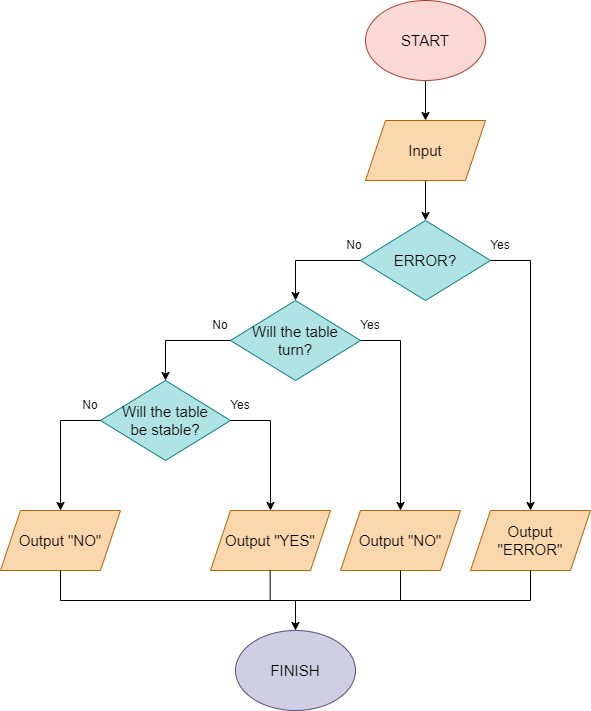 START
Input
No
Yes
ERROR?
No
Yes
Will the table
turn?
No
Yes
Will the table
be stable?
Output "NO"
Output "YES"
Output "NO"
Output
"ERROR"
FINISH